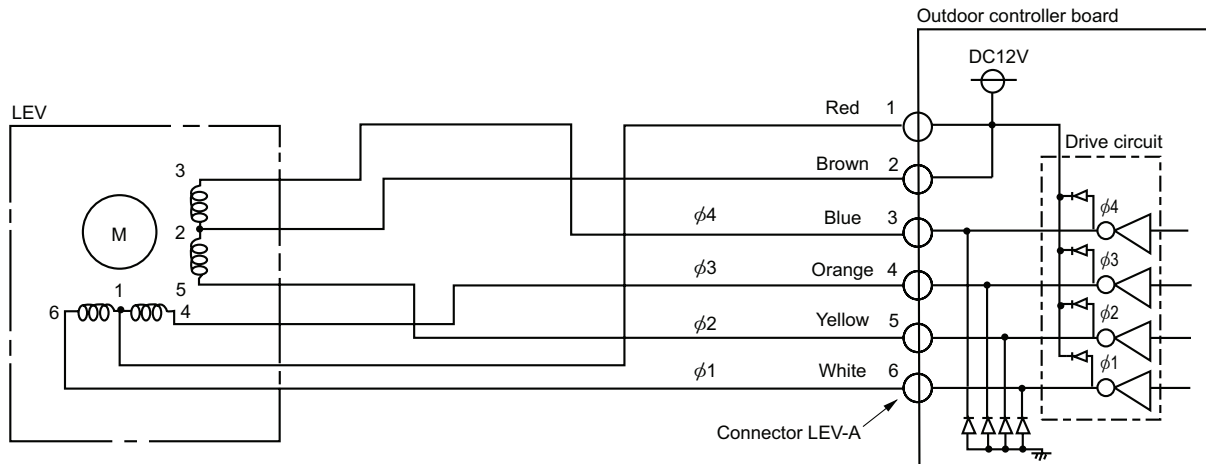 Outdoor controller board
DC12V
LEV
Red 1
Drive circuit
Brown 2
3
M
2
5
ϕ4 Blue 3 ϕ4
ϕ3 Orange 4 ϕ3
6 1 4
ϕ2 Yellow 5 ϕ2
ϕ1 White 6 ϕ1
Connector LEV-A